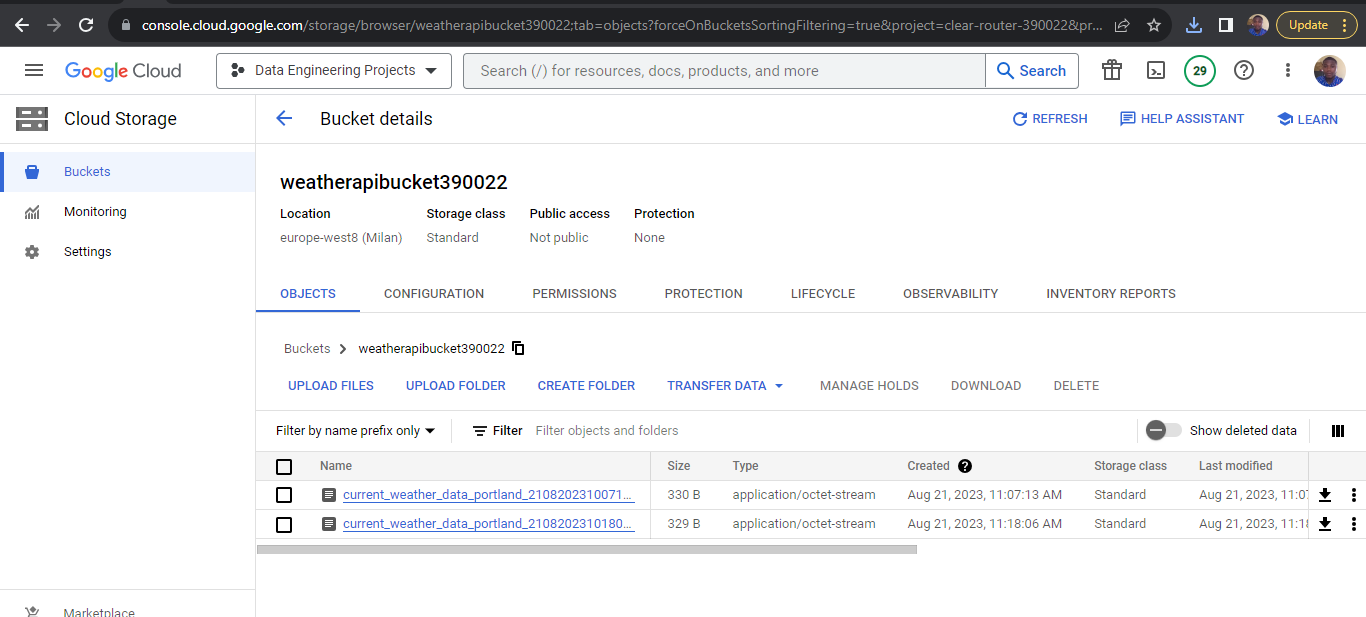 console.cloud.google.com/storage/browser/weatherapibucket390022;tab=objects?forceOnBucketsSortingFiltering=true&project=clear-router-390022&pr... Update
Google Cloud Data Engineering Projects Search (/) for resources, docs, products, and more Search 29
Cloud Storage Bucket details REFRESH HELP ASSISTANT LEARN
Buckets
Monitoring
Settings
weatherapibucket390022
Location Storage class Public access Protection
europe-west8 (Milan) Standard Not public None
OBJECTS CONFIGURATION PERMISSIONS PROTECTION LIFECYCLE OBSERVABILITY INVENTORY REPORTS
Buckets > weatherapibucket390022
UPLOAD FILES UPLOAD FOLDER CREATE FOLDER TRANSFER DATA MANAGE HOLDS DOWNLOAD DELETE
Filter by name prefix only Filter Filter objects and folders Show deleted data
Name Size Type Created Storage class Last modified
current_weather_data_portland_2108202310071... 330 B application/octet-stream Aug 21, 2023, 11:07:13 AM Standard Aug 21, 2023, 11:07
current_weather_data_portland_2108202310180... 329 B application/octet-stream Aug 21, 2023, 11:18:06 AM Standard Aug 21, 2023, 11:18
Marketplace